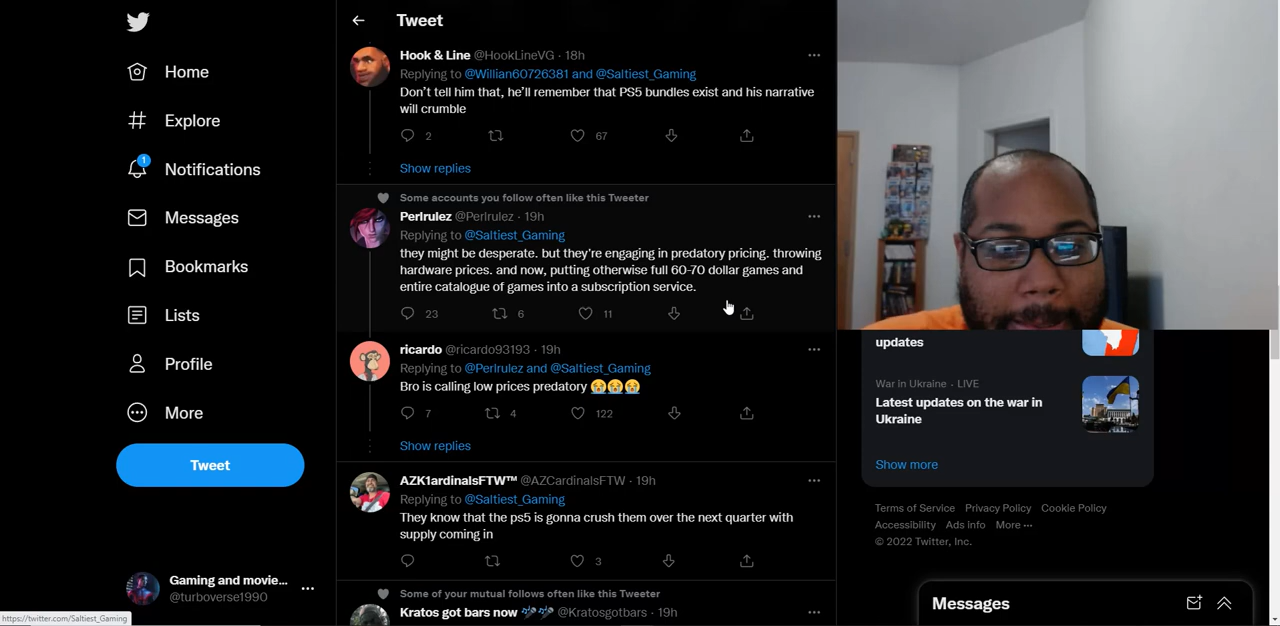 Tweet
Home
Explore
1
Notifications
Messages
Bookmarks
Lists
Profile
More
Tweet
Gaming and movie...
@turboverse1990
https://twitter.com/Saltiest_Gaming
Hook & Line @HookLineVG · 18h
Replying to @Willian60726381 and @Saltiest_Gaming
Don't tell him that, he'll remember that PS5 bundles exist and his narrative
will crumble
2 67
Show replies
Some accounts you follow often like this Tweeter
Perlrulez @Perlrulez · 19h
Replying to @Saltiest_Gaming
they might be desperate. but they're engaging in predatory pricing. throwing
hardware prices. and now, putting otherwise full 60-70 dollar games and
entire catalogue of games into a subscription service.
23 6 11
ricardo @ricardo93193 · 19h
Replying to @Perlrulez and @Saltiest_Gaming
Bro is calling low prices predatory 😭😭😭
7 4 122
Show replies
AZK1ardinalsFTW™ @AZCardinalsFTW · 19h
Replying to @Saltiest_Gaming
They know that the ps5 is gonna crush them over the next quarter with
supply coming in
3
Some of your mutual follows often like this Tweeter
Kratos got bars now @Kratosgotbars · 19h
updates
War in Ukraine · LIVE
Latest updates on the war in
Ukraine
Show more
Terms of Service Privacy Policy Cookie Policy
Accessibility Ads info More ···
© 2022 Twitter, Inc.
Messages